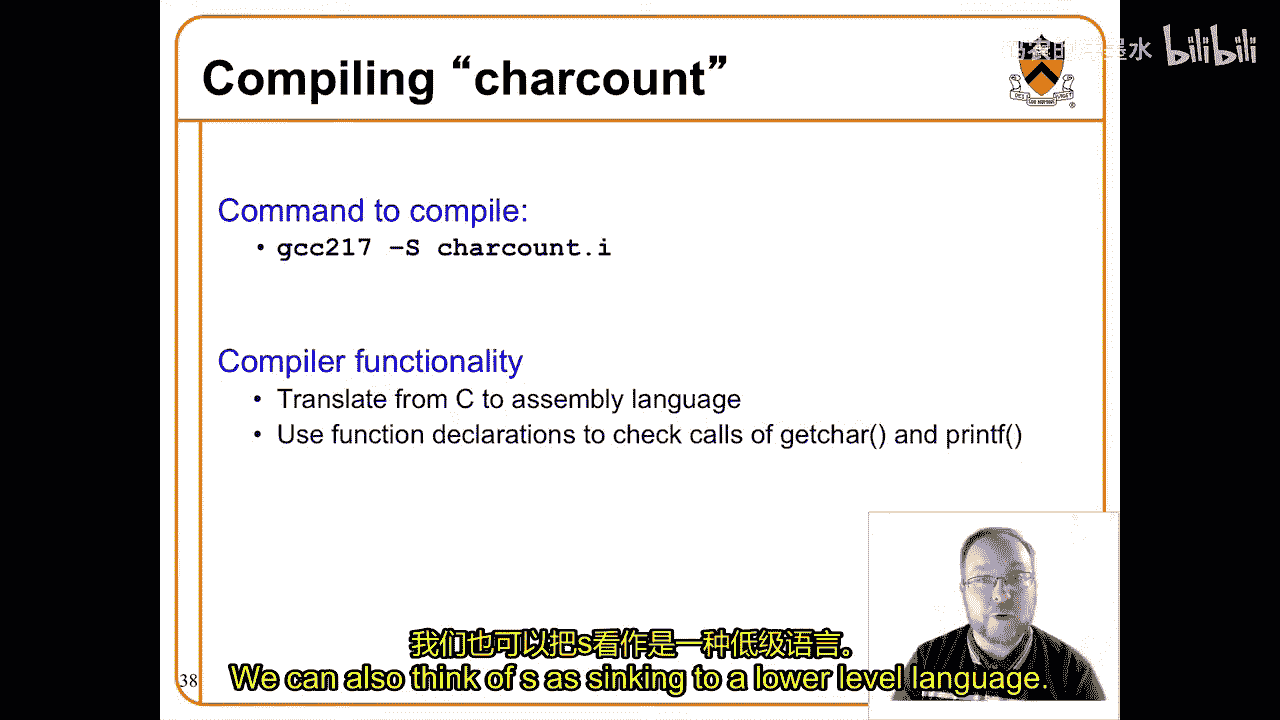 Compiling “charcount”
bilibili
Command to compile:
• gcc217 –S charcount.i
Compiler functionality
• Translate from C to assembly language
• Use function declarations to check calls of getchar() and printf()
我们也可以把s看作是一种低级语言。
We can also think of s as sinking to a lower level language.
38